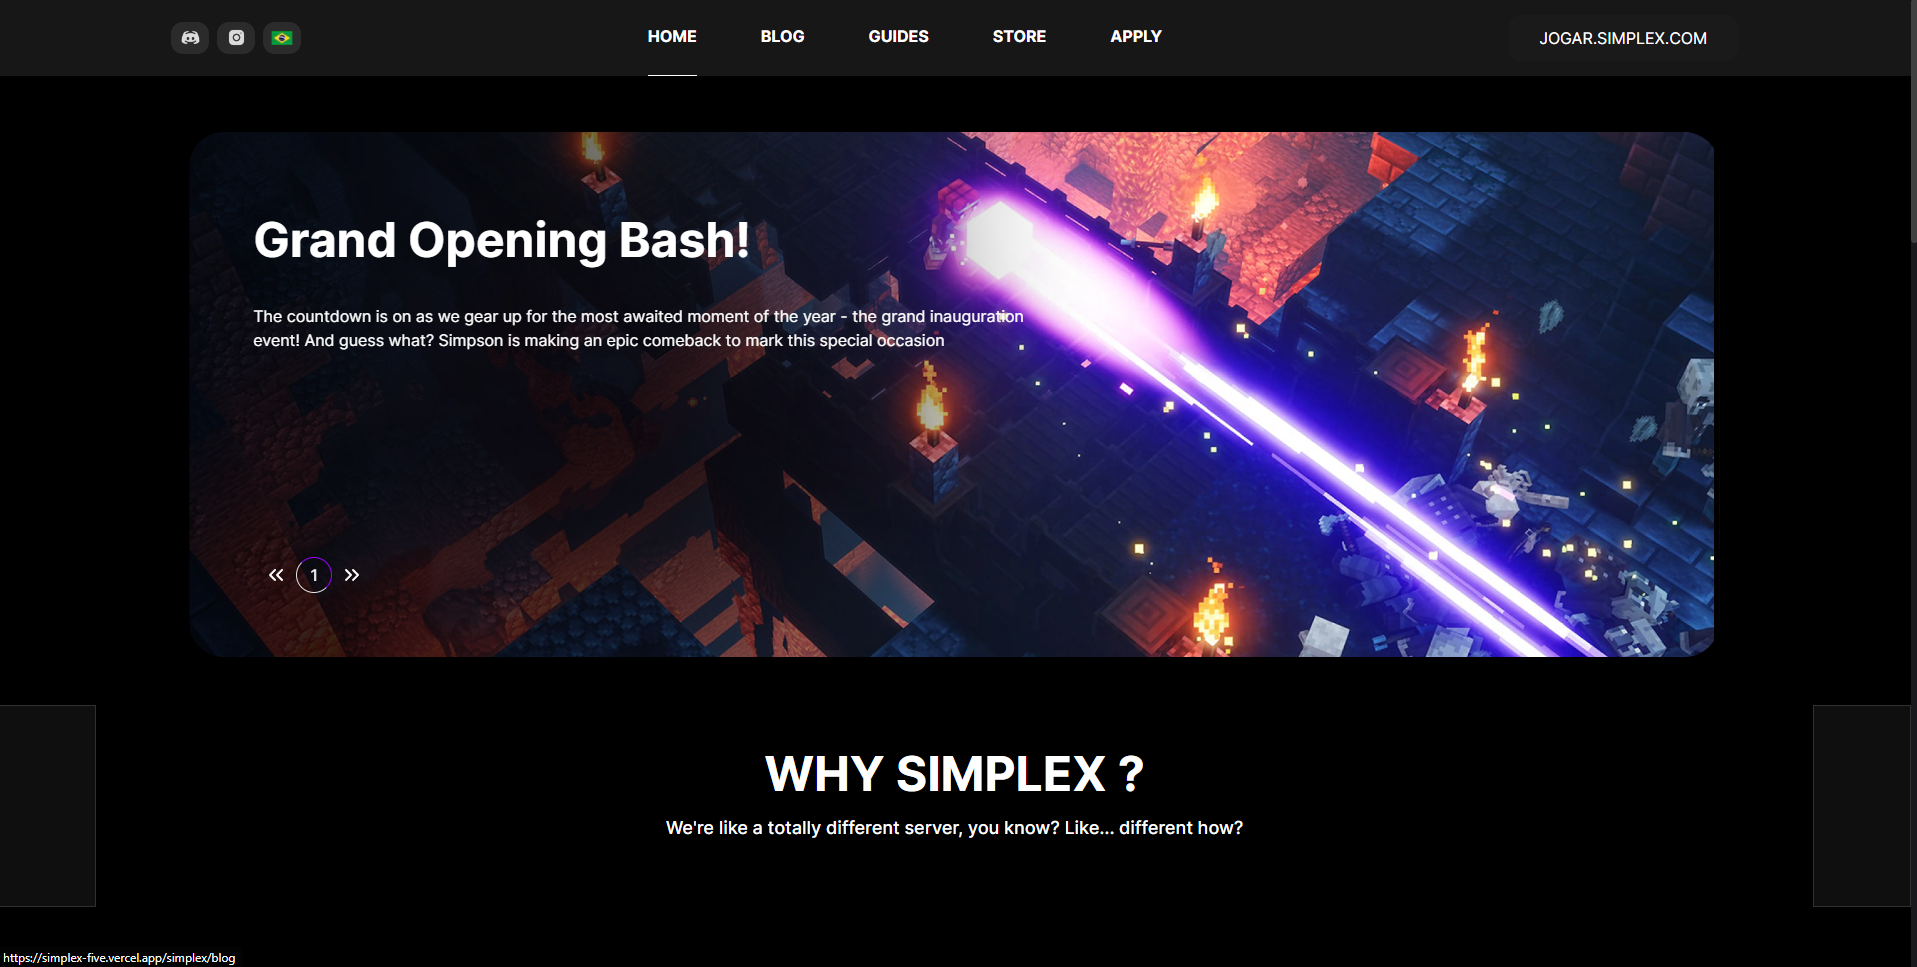 HOME BLOG GUIDES STORE APPLY JOGAR.SIMPLEX.COM
Grand Opening Bash!
The countdown is on as we gear up for the most awaited moment of the year - the grand inauguration
event! And guess what? Simpson is making an epic comeback to mark this special occasion
1
WHY SIMPLEX ?
We're like a totally different server, you know? Like... different how?
https://simplex-five.vercel.app/simplex/blog